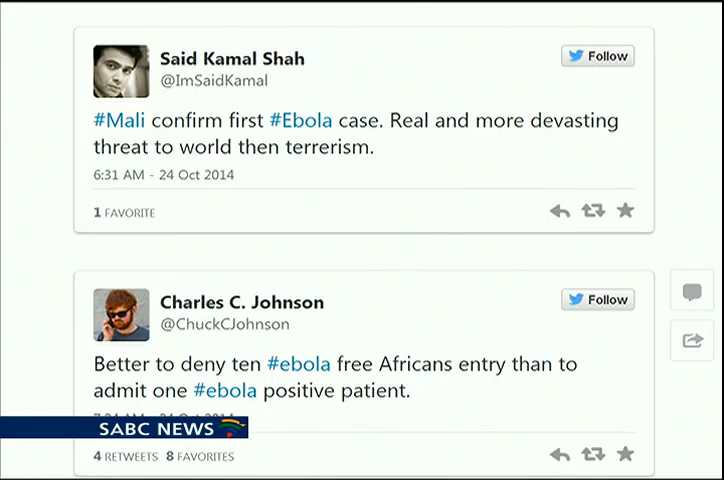 Said Kamal Shah
@ImSaidKamal
Follow
#Mali confirm first #Ebola case. Real and more devasting
threat to world then terrerism.
6:31 AM - 24 Oct 2014
1 FAVORITE
Charles C. Johnson
@ChuckCJohnson
Follow
Better to deny ten #ebola free Africans entry than to
admit one #ebola positive patient.
SABC NEWS
4 RETWEETS 8 FAVORITES